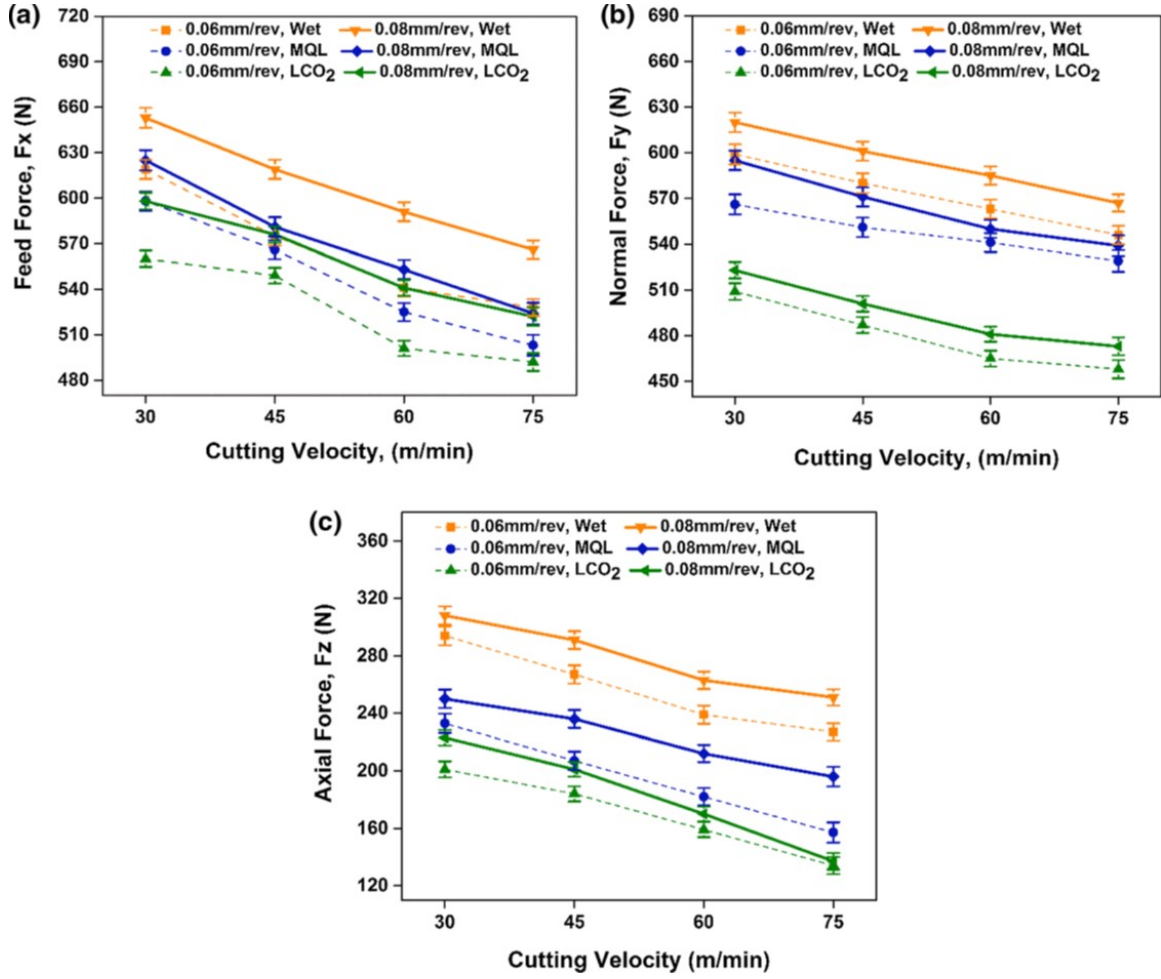 (a)
0.06mm/rev, Wet 0.08mm/rev, Wet
0.06mm/rev, MQL 0.08mm/rev, MQL
0.06mm/rev, LCO2 0.08mm/rev, LCO2
720
690
660
630
600
570
540
510
480
Feed Force, Fx (N)
30 45 60 75
Cutting Velocity, (m/min)
(b)
0.06mm/rev, Wet 0.08mm/rev, Wet
0.06mm/rev, MQL 0.08mm/rev, MQL
0.06mm/rev, LCO2 0.08mm/rev, LCO2
690
660
630
600
570
540
510
480
450
Normal Force, Fy (N)
30 45 60 75
Cutting Velocity, (m/min)
(c)
0.06mm/rev, Wet 0.08mm/rev, Wet
0.06mm/rev, MQL 0.08mm/rev, MQL
0.06mm/rev, LCO2 0.08mm/rev, LCO2
360
320
280
240
200
160
120
Axial Force, Fz (N)
30 45 60 75
Cutting Velocity (m/min)